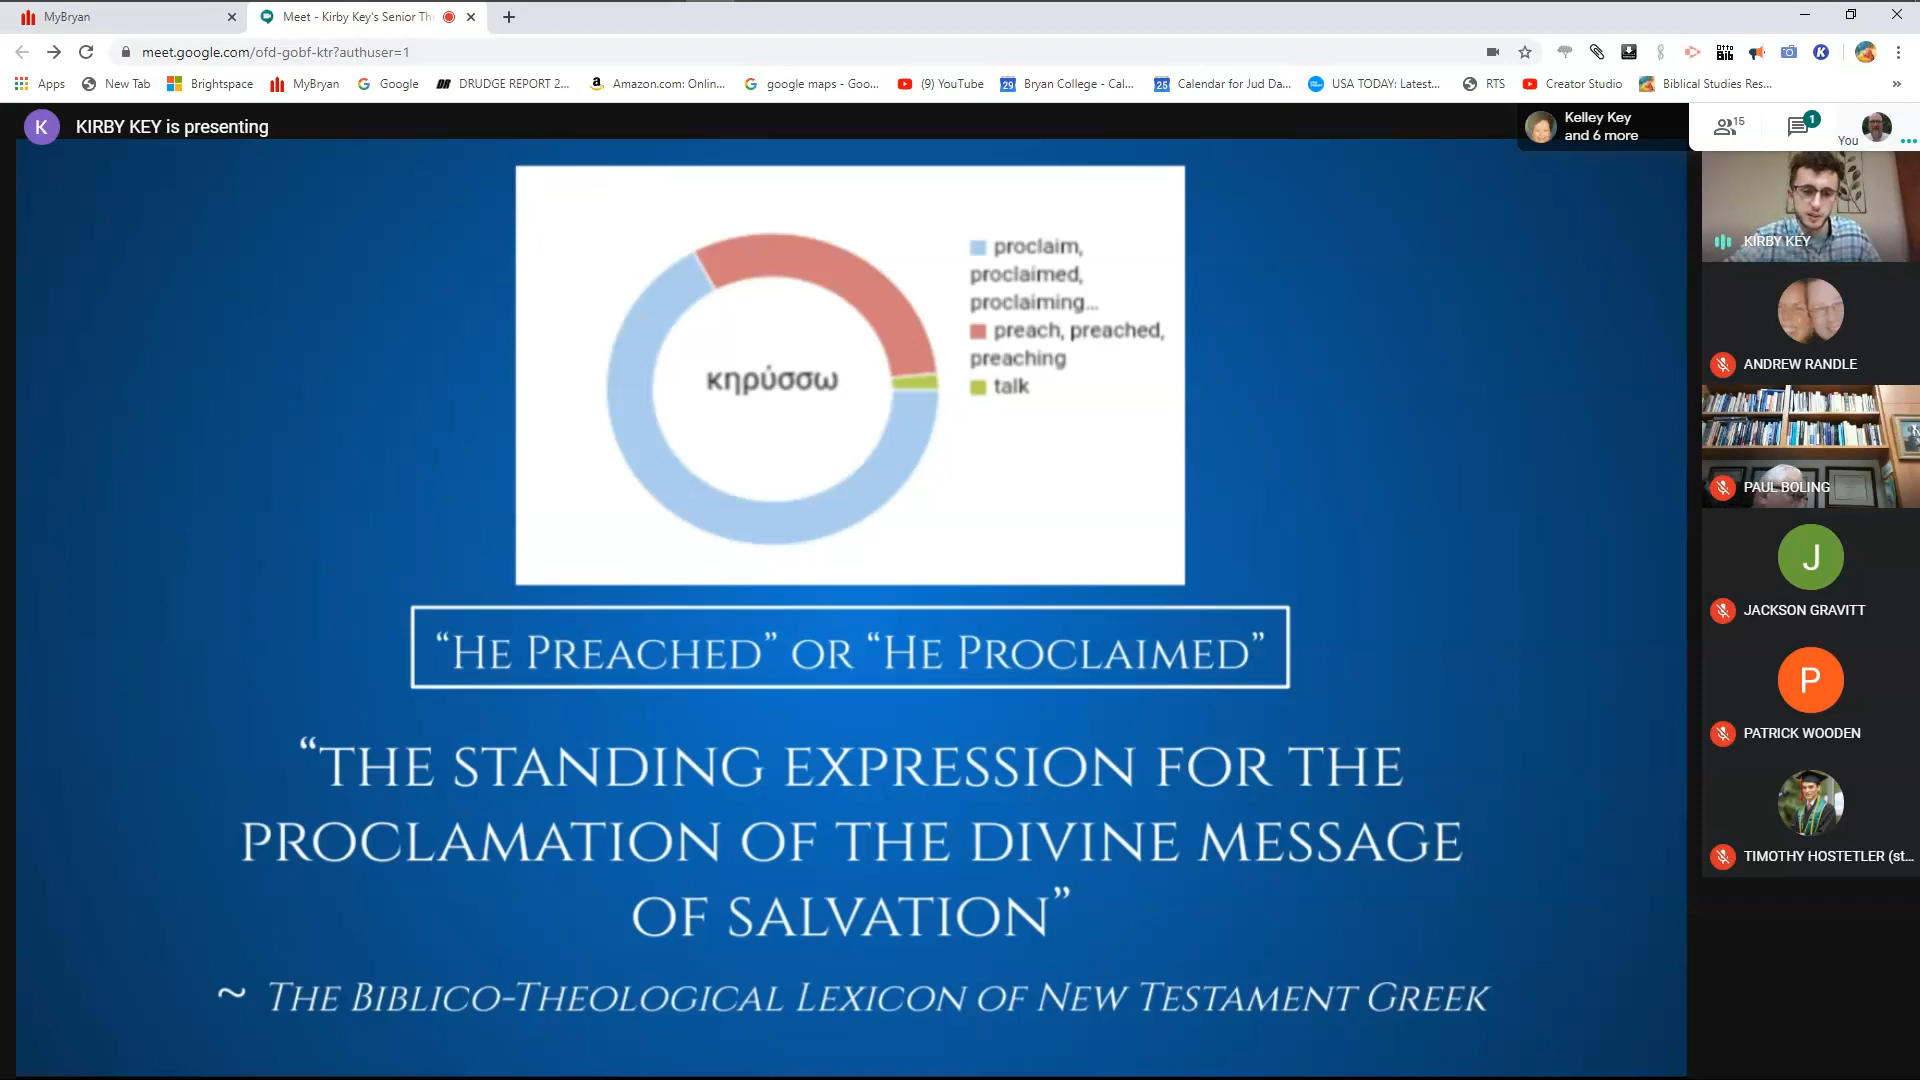 MyBryan
Meet - Kirby Key's Senior Th
meet.google.com/ofd-gobf-ktr?authuser=1
Apps
New Tab
Brightspace
MyBryan
Google
DRUDGE REPORT 2...
Amazon.com: Onlin...
google maps - Goo...
(9) YouTube
Bryan College - Cal...
Calendar for Jud Da...
USA TODAY: Latest...
RTS
Creator Studio
Biblical Studies Res...
K
KIRBY KEY is presenting
Kelley Key
and 6 more
15
1
You
κηρύσσω
proclaim,
proclaimed,
proclaiming...
preach, preached,
preaching
talk
“He Preached” or “He Proclaimed”
“The standing expression for the
proclamation of the divine message
of salvation”
~ The Biblico-Theological Lexicon of New Testament Greek
KIRBY KEY
ANDREW RANDLE
PAUL BOLING
J
JACKSON GRAVITT
P
PATRICK WOODEN
TIMOTHY HOSTETLER (st...